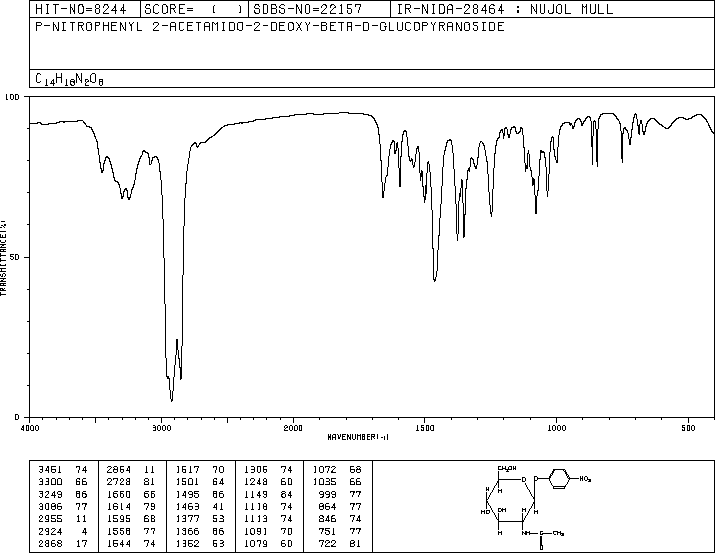 HIT-NO=8244 SCORE= ( ) SDBS-NO=22157 IR-NIDA-28464 : NUJOL MULL
P-NITROPHENYL 2-ACETAMIDO-2-DEOXY-BETA-D-GLUCOPYRANOSIDE
C14H18N2O8
100
50
0
TRANSMITTANCE(%)
4000 3000 2000 1500 1000 500
WAVENUMBER(-1)
3461 74 2854 11 1517 70 1306 74 1072 68
3300 66 2728 81 1501 64 1248 60 1035 66
3249 66 1660 66 1495 66 1149 84 999 77
3086 77 1614 79 1463 41 1118 74 864 77
2955 11 1595 68 1377 53 1113 74 846 74
2924 4 1558 77 1366 66 1091 70 751 77
2868 17 1544 74 1352 53 1079 60 722 81
CH2OH
O O NO2
H H
HO OH H
H
H NH C CH3
O